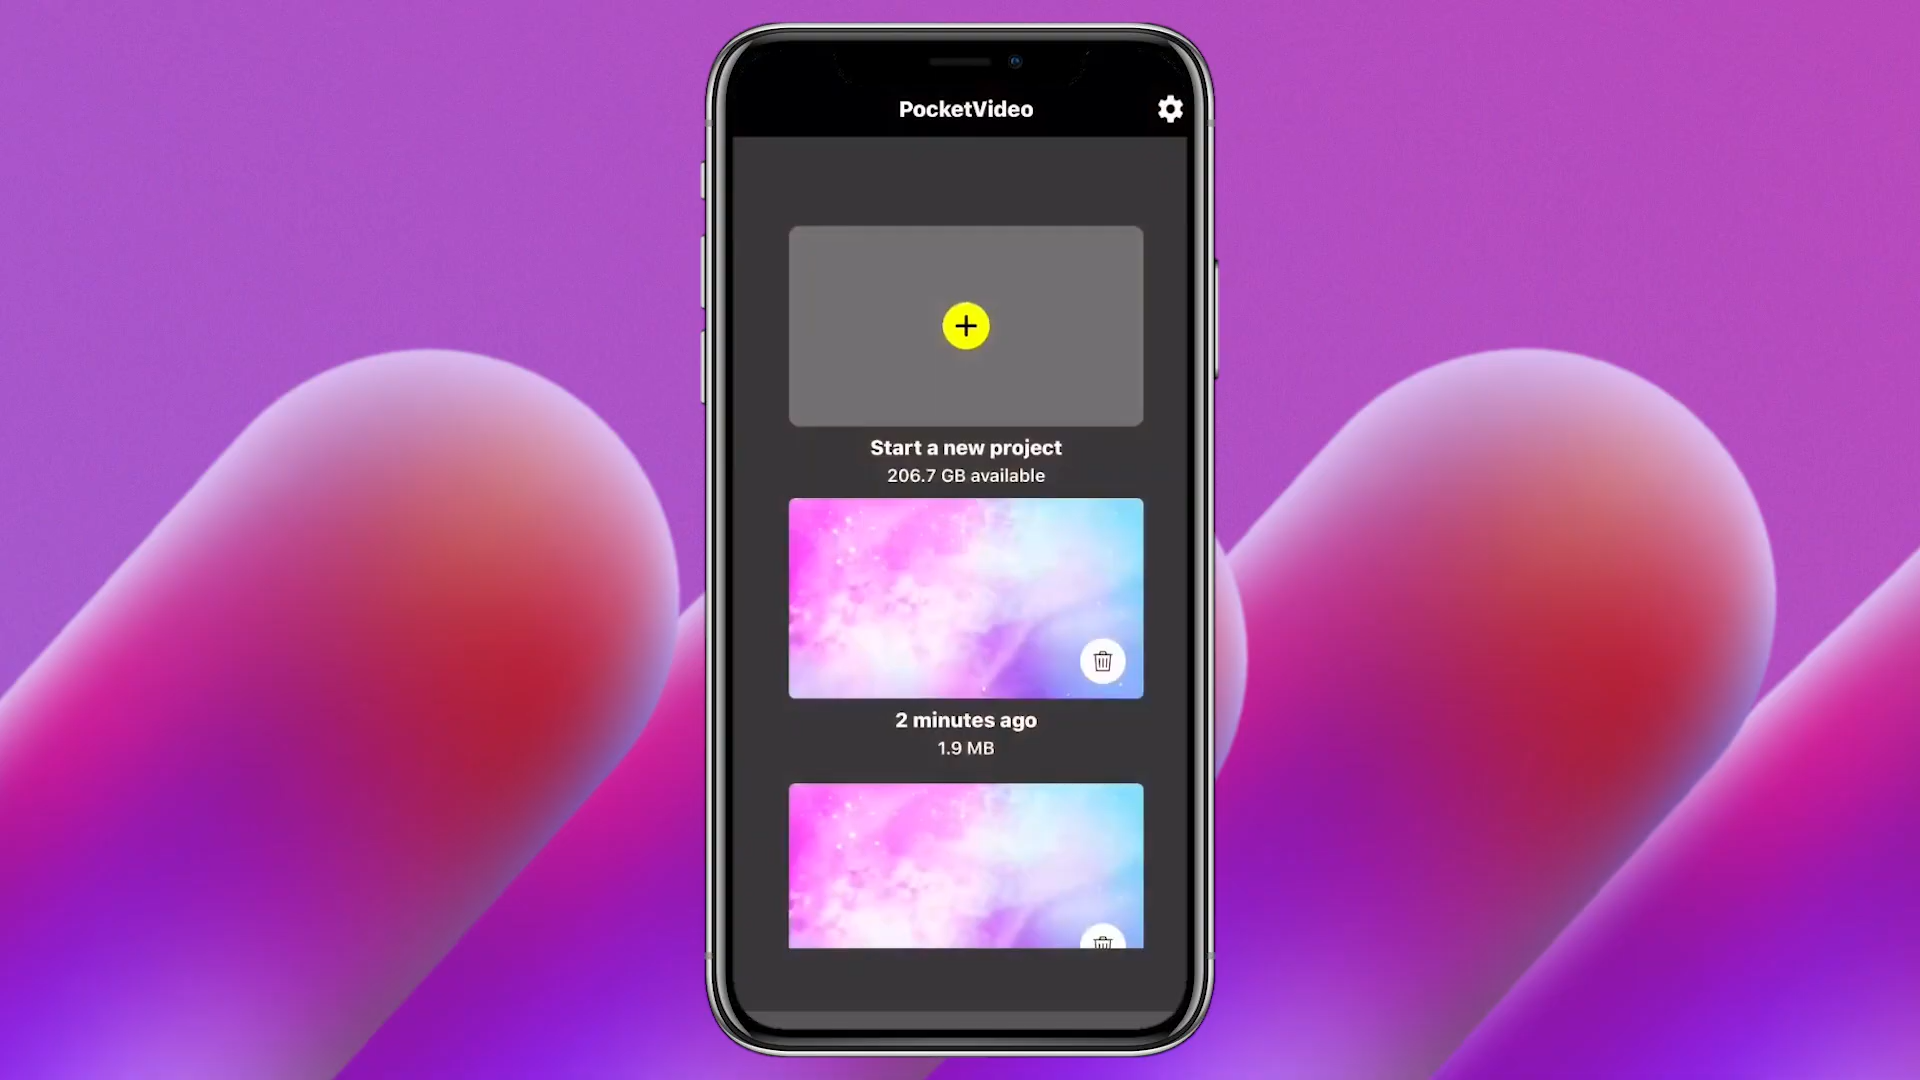 PocketVideo
Start a new project
206.7 GB available
2 minutes ago
1.9 MB